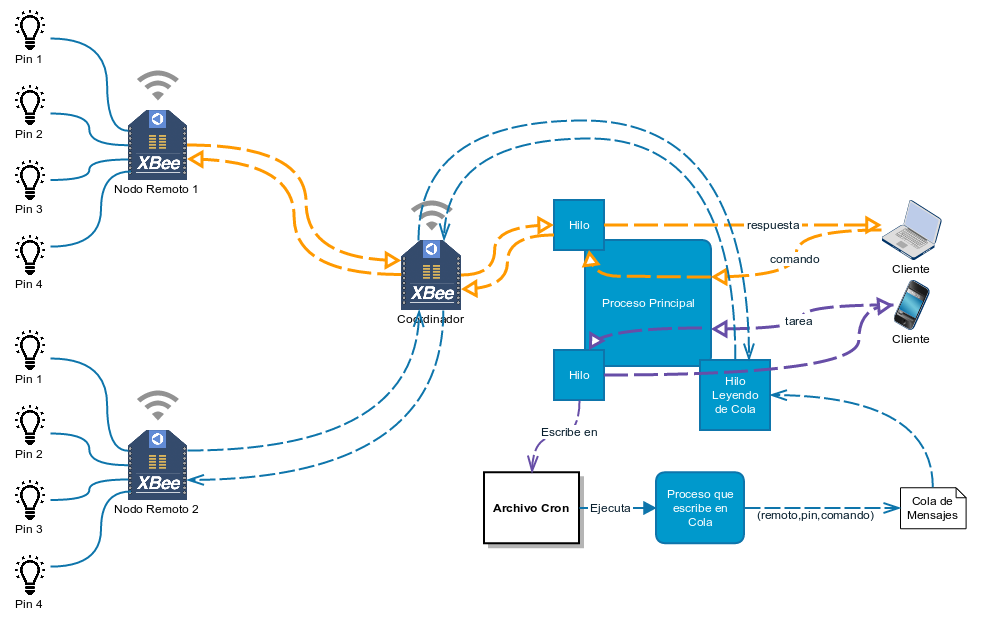 Pin 1
Pin 2
Pin 3
Pin 4
XBee
Nodo Remoto 1
XBee
Coordinador
Hilo
respuesta
comando
Cliente
Proceso Principal
tarea
Cliente
Hilo
Hilo
Leyendo
de Cola
Pin 1
Pin 2
Pin 3
Pin 4
XBee
Nodo Remoto 2
Escribe en
Archivo Cron
Ejecuta
Proceso que
escribe en
Cola
(remoto,pin,comando)
Cola de
Mensajes